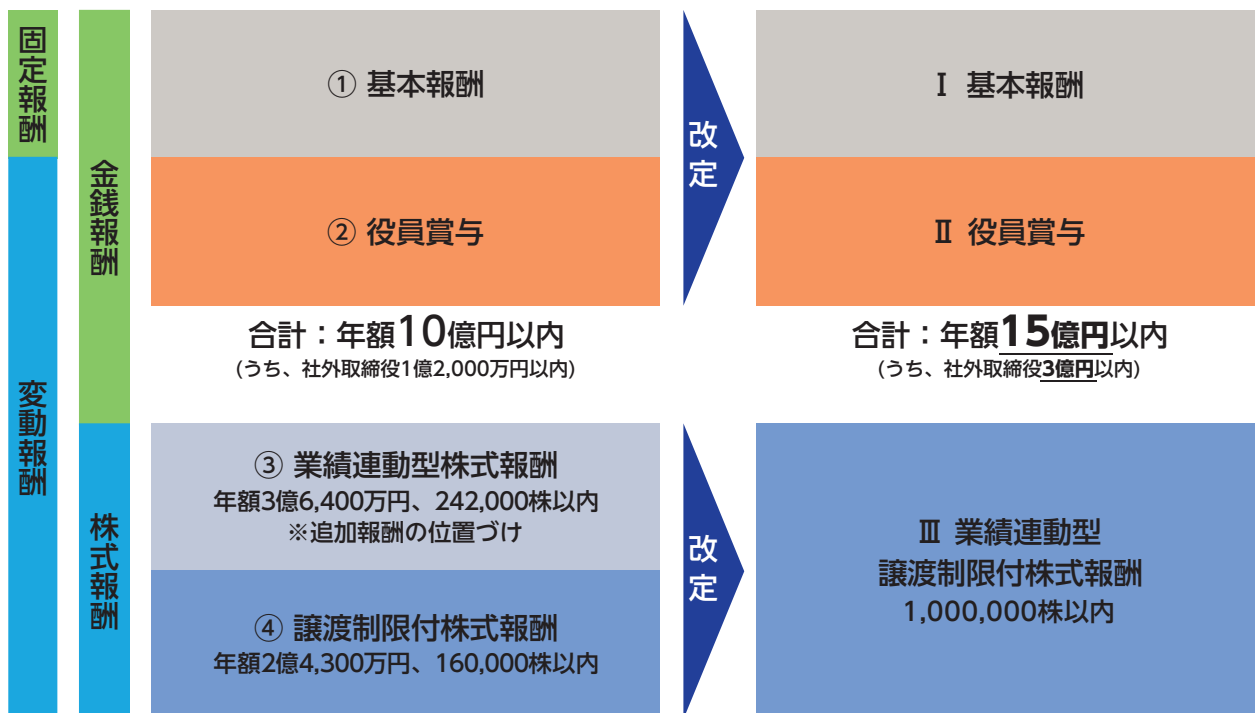 固定報酬
変動報酬
金銭報酬
株式報酬
① 基本報酬
② 役員賞与
合計：年額10億円以内
(うち、社外取締役1億2,000万円以内)
③ 業績連動型株式報酬
年額3億6,400万円、242,000株以内
※追加報酬の位置づけ
④ 譲渡制限付株式報酬
年額2億4,300万円、160,000株以内
改定
改定
Ⅰ 基本報酬
Ⅱ 役員賞与
合計：年額15億円以内
(うち、社外取締役3億円以内)
Ⅲ 業績連動型
譲渡制限付株式報酬
1,000,000株以内